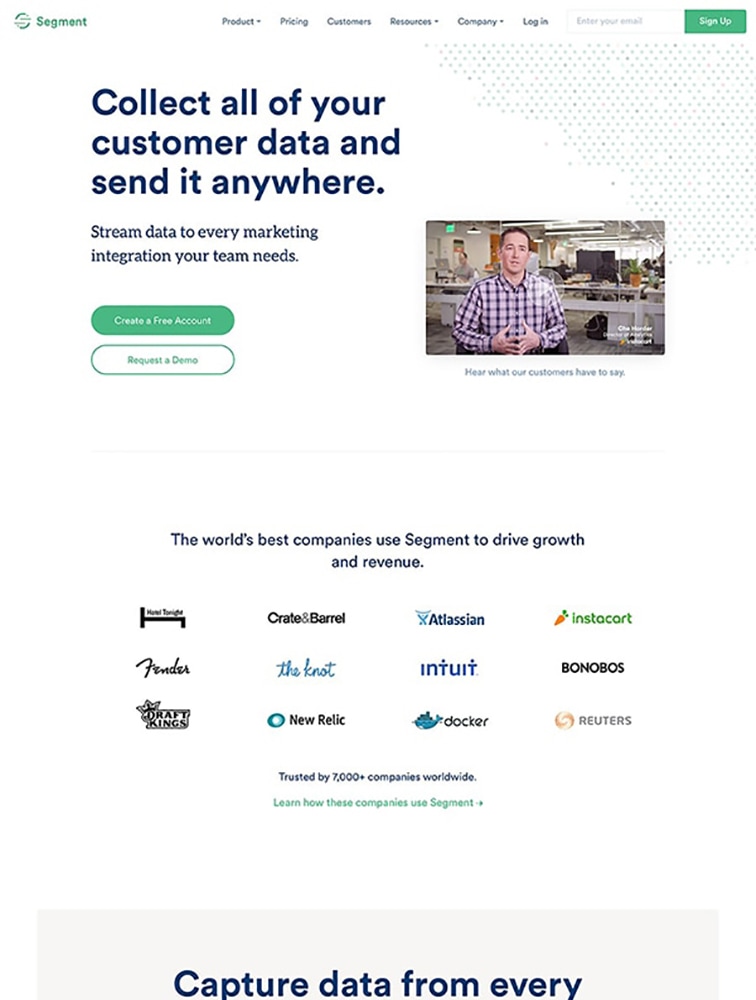 Segment
Product Pricing Customers Resources Company Log in Enter your email Sign Up
Collect all of your
customer data and
send it anywhere.
Stream data to every marketing
integration your team needs.
Create a Free Account
Request a Demo
Director of Analytics
instacart
Hear what our customers have to say.
The world's best companies use Segment to drive growth
and revenue.
Hotel Tonight Crate&Barrel Atlassian instacart
Fender the knot intuit BONOBOS
DRAFT
KINGS New Relic docker REUTERS
Trusted by 7,000+ companies worldwide.
Learn how these companies use Segment →
Capture data from every